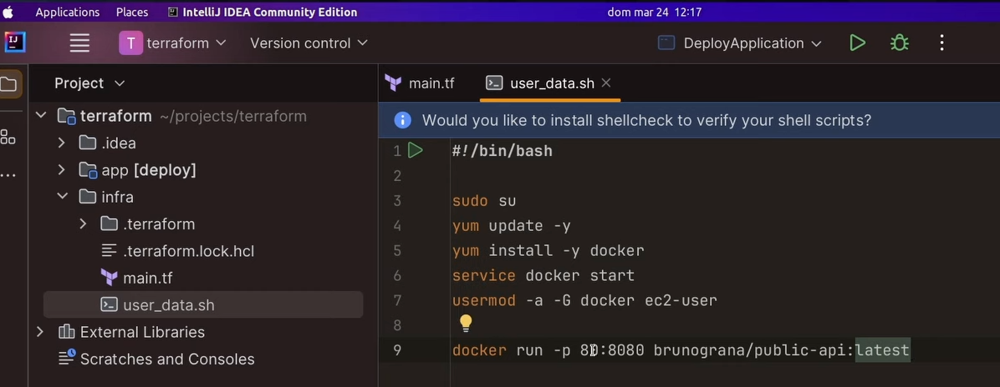 Applications Places IntelliJ IDEA Community Edition dom mar 24 12:17
IJ T terraform Version control DeployApplication
Project
main.tf user_data.sh
terraform ~/projects/terraform
Would you like to install shellcheck to verify your shell scripts?
.idea
app [deploy]
infra
.terraform
.terraform.lock.hcl
main.tf
user_data.sh
External Libraries
Scratches and Consoles
1 #!/bin/bash
2
3 sudo su
4 yum update -y
5 yum install -y docker
6 service docker start
7 usermod -a -G docker ec2-user
8
9 docker run -p 80:8080 brunograna/public-api:latest